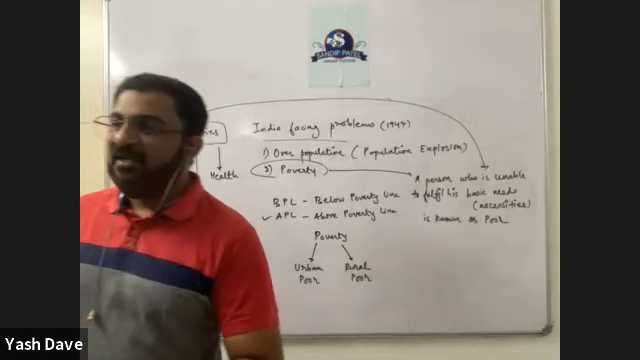 SANDIP PATEL
India facing problems (1947)
1) Over population (Population Explosion)
2) Poverty
Health
A person who is unable
to fulfil his basic needs
(necessities)
is known as Poor
BPL - Below Poverty line
✓ APL - Above Poverty line
Poverty
Urban
Poor
Rural
Poor
Yash Dave